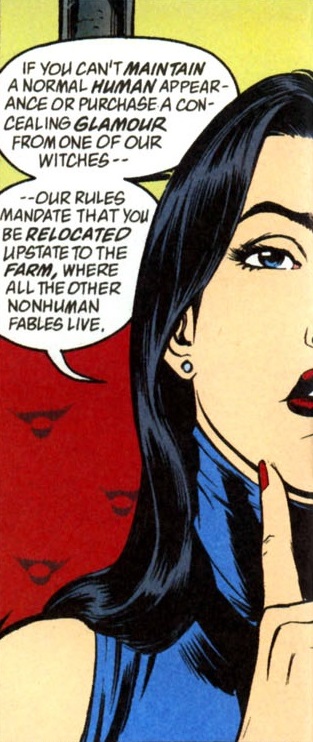 IF YOU CAN'T MAINTAIN
A NORMAL HUMAN APPEAR-
ANCE OR PURCHASE A CON-
CEALING GLAMOUR
FROM ONE OF OUR
WITCHES--
--OUR RULES
MANDATE THAT YOU
BE RELOCATED
UPSTATE TO THE
FARM, WHERE
ALL THE OTHER
NONHUMAN
FABLES LIVE.